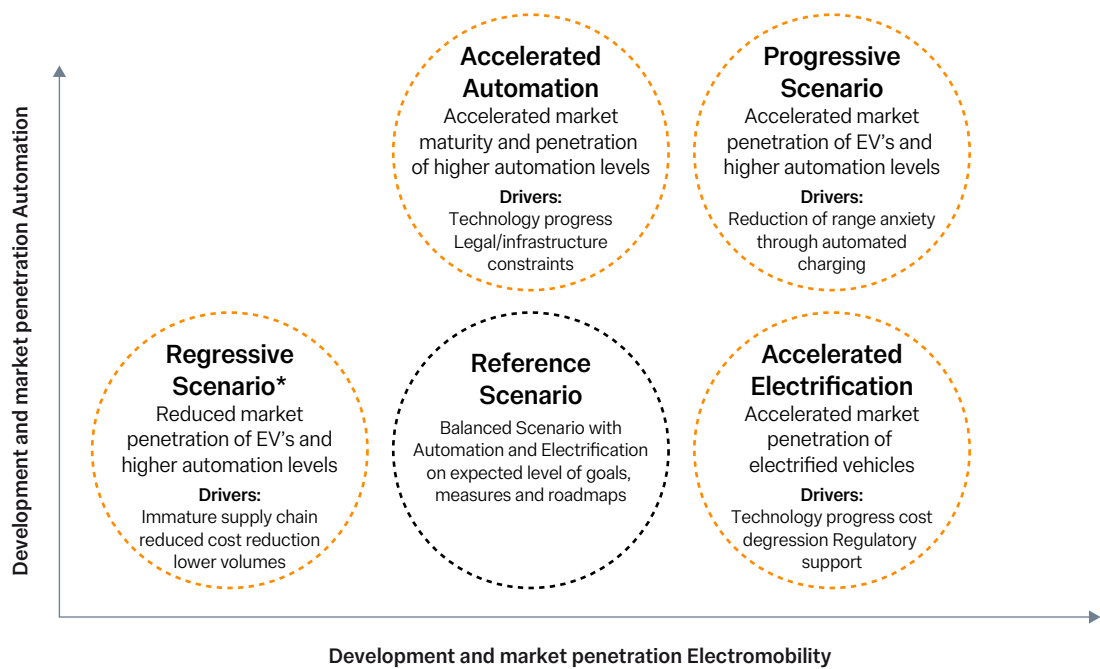 Development and market penetration Automation
Accelerated
Automation
Accelerated market
maturity and penetration
of higher automation levels
Drivers:
Technology progress
Legal/infrastructure
constraints
Progressive
Scenario
Accelerated market
penetration of EV's and
higher automation levels
Drivers:
Reduction of range anxiety
through automated
charging
Regressive
Scenario*
Reduced market
penetration of EV's and
higher automation levels
Drivers:
Immature supply chain
reduced cost reduction
lower volumes
Reference
Scenario
Balanced Scenario with
Automation and Electrification
on expected level of goals,
measures and roadmaps
Accelerated
Electrification
Accelerated market
penetration of
electrified vehicles
Drivers:
Technology progress cost
degression Regulatory
support
Development and market penetration Electromobility